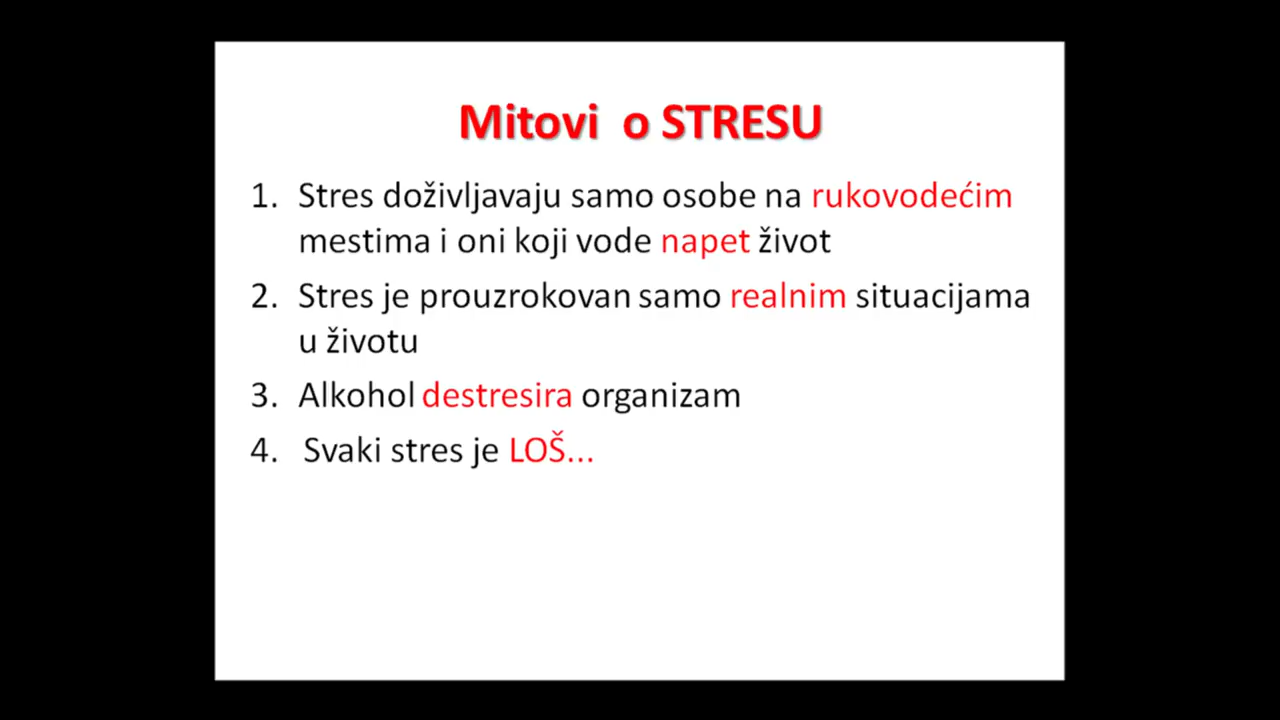 Mitovi o STRESU
1. Stres doživljavaju samo osobe na rukovodećim
mestima i oni koji vode napet život
2. Stres je prouzrokovan samo realnim situacijama
u životu
3. Alkohol destresira organizam
4. Svaki stres je LOŠ...